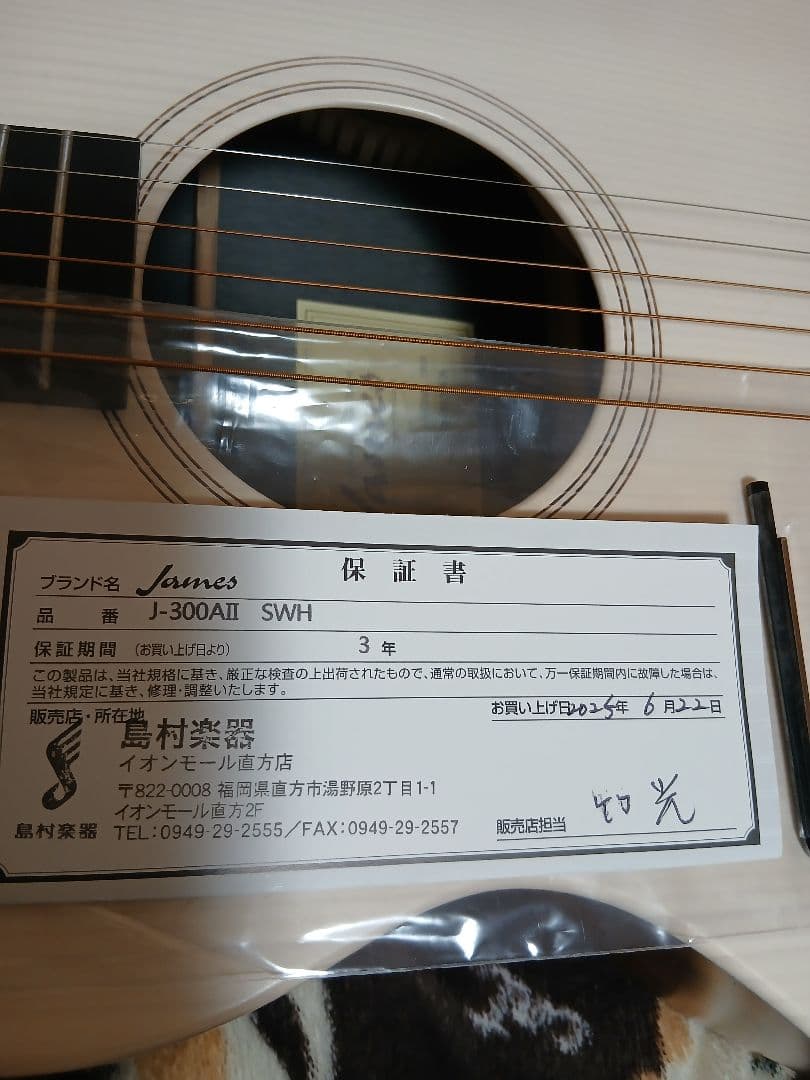 保証書
ブランド名 James
品番 J-300AII SWH
保証期間 (お買い上げ日より) 3年
この製品は、当社規格に基き、厳正な検査の上出荷されたもので、通常の取扱において、万一保証期間内に故障した場合は、
当社規定に基き、修理・調整いたします。
お買い上げ日2025年 6月22日
販売店・所在地
島村楽器
イオンモール直方店
〒822-0008 福岡県直方市湯野原2丁目1-1
イオンモール直方2F
TEL:0949-29-2555/FAX:0949-29-2557
島村楽器
販売店担当